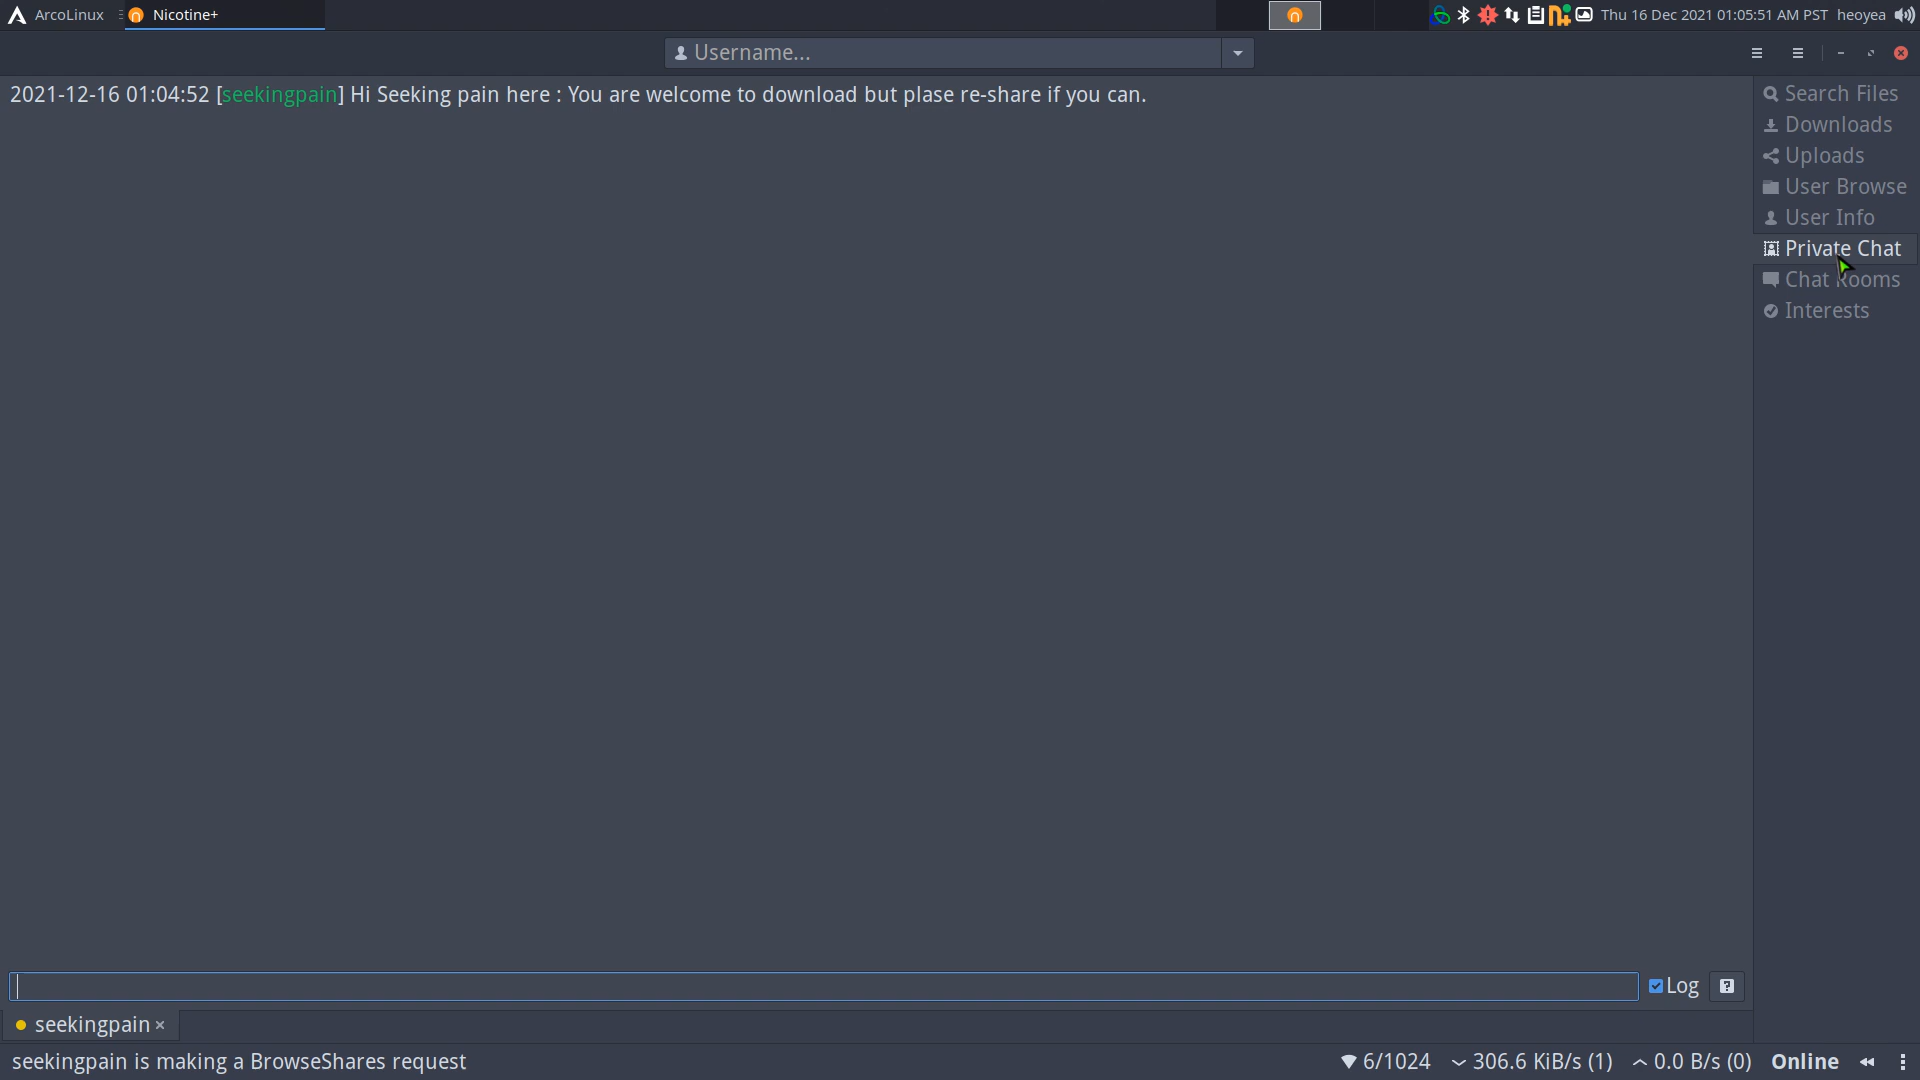 ArcoLinux
Nicotine+
Thu 16 Dec 2021 01:05:51 AM PST
heoyea
Username...
2021-12-16 01:04:52 [seekingpain] Hi Seeking pain here : You are welcome to download but plase re-share if you can.
Search Files
Downloads
Uploads
User Browse
User Info
Private Chat
Chat Rooms
Interests
Log
seekingpain
seekingpain is making a BrowseShares request
6/1024
306.6 KiB/s (1)
0.0 B/s (0)
Online